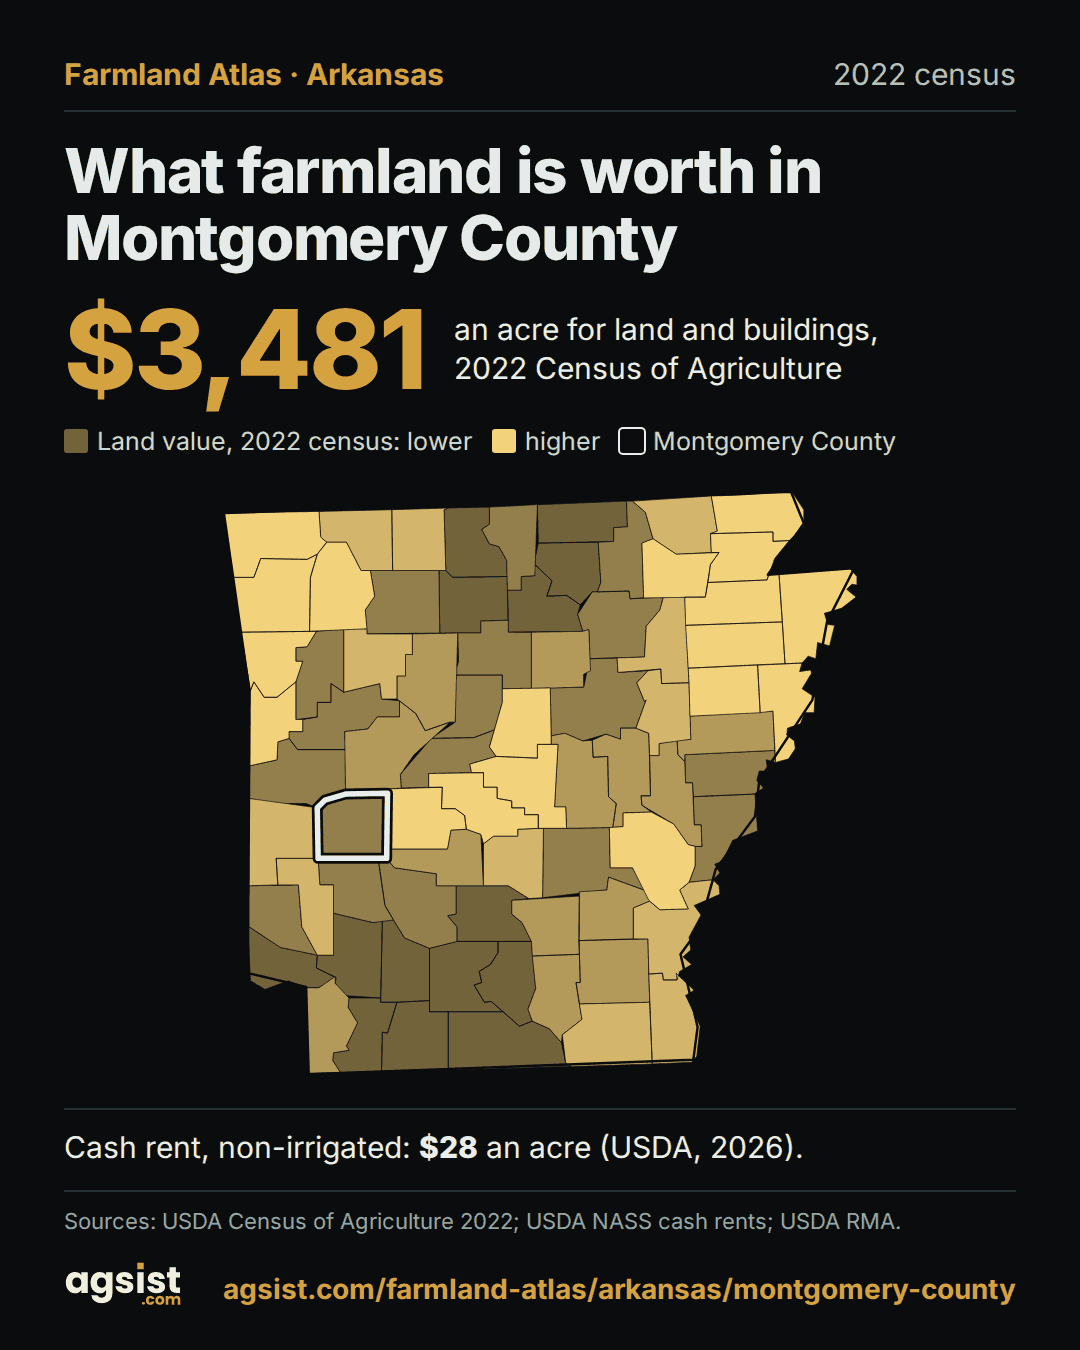 Farmland Atlas · Arkansas
2022 census
What farmland is worth in
Montgomery County
$3,481
an acre for land and buildings,
2022 Census of Agriculture
Land value, 2022 census: lower
higher
Montgomery County
Cash rent, non-irrigated: $28 an acre (USDA, 2026).
Sources: USDA Census of Agriculture 2022; USDA NASS cash rents; USDA RMA.
agsist
.com
agsist.com/farmland-atlas/arkansas/montgomery-county